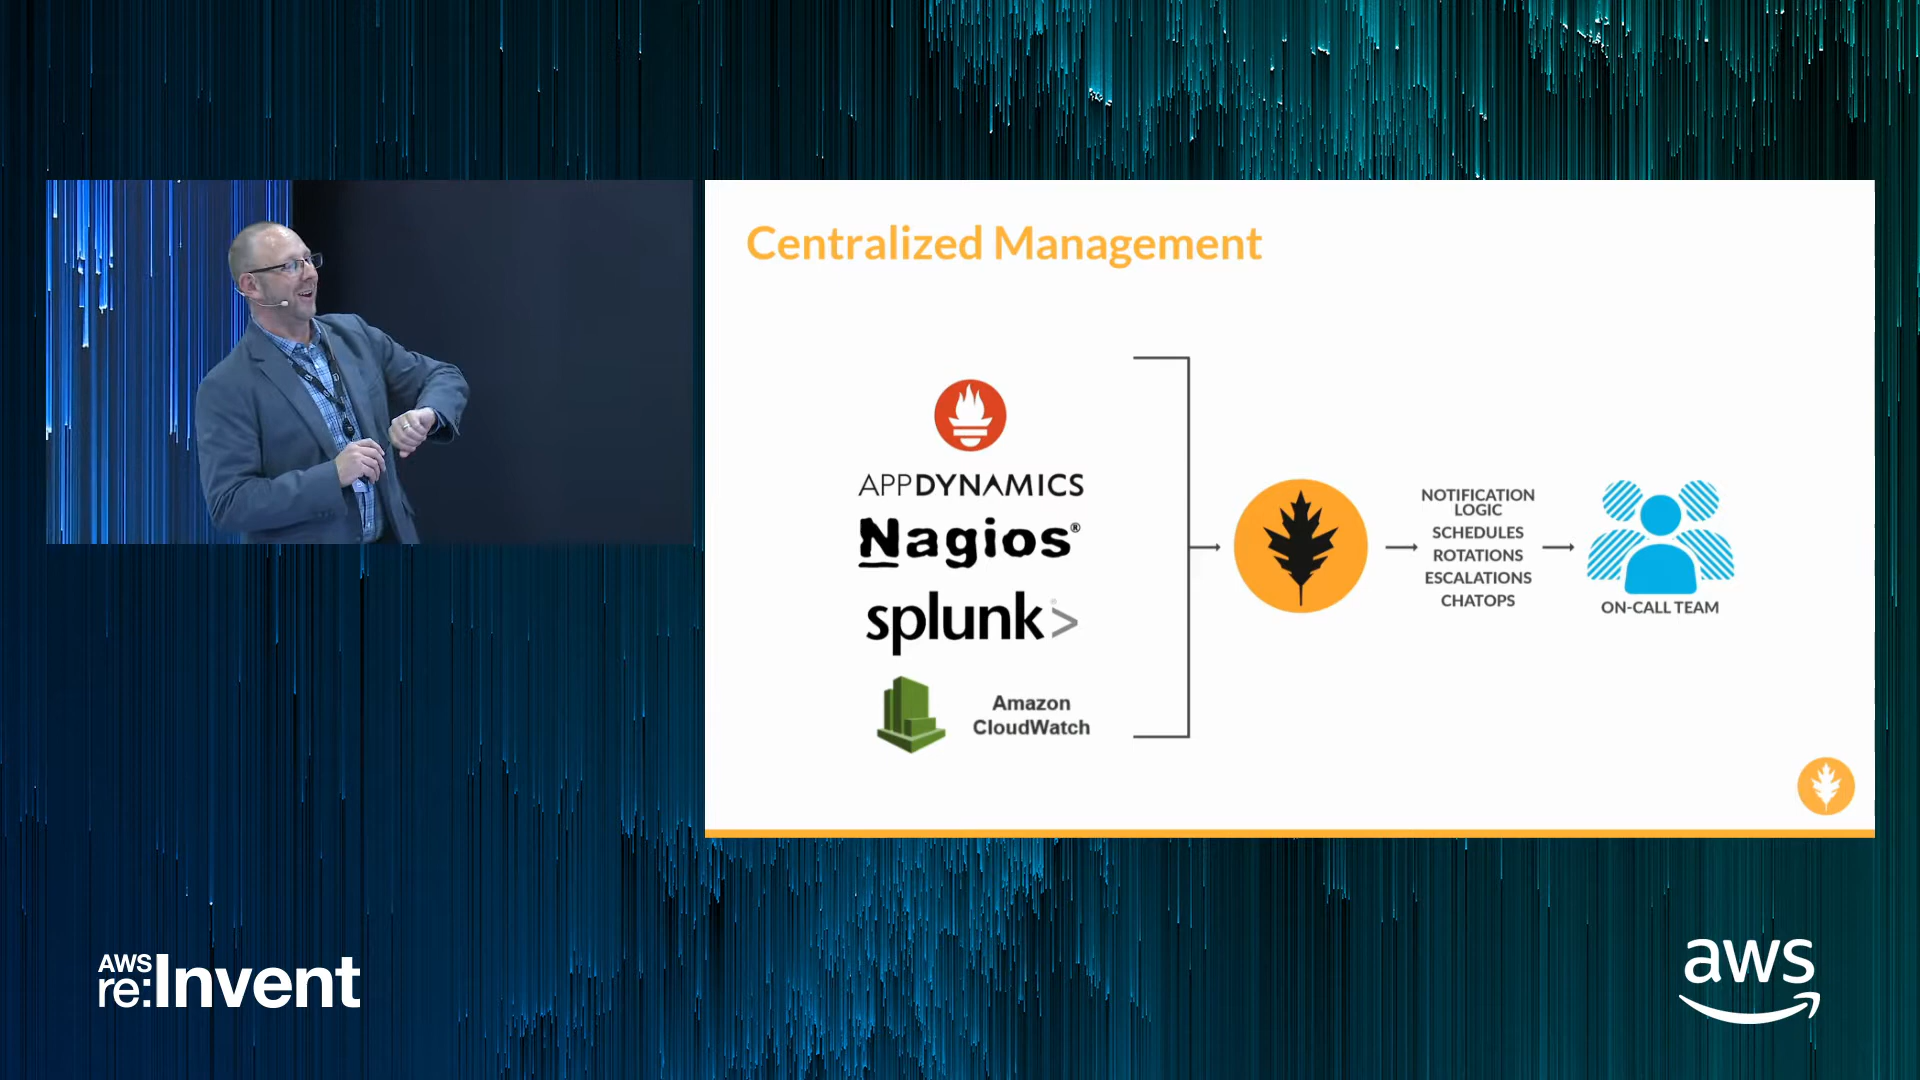 Centralized Management
APPDYNAMICS
Nagios®
splunk>®
Amazon
CloudWatch
NOTIFICATION
LOGIC
SCHEDULES
ROTATIONS
ESCALATIONS
CHATOPS
ON-CALL TEAM
AWS
re:Invent
aws